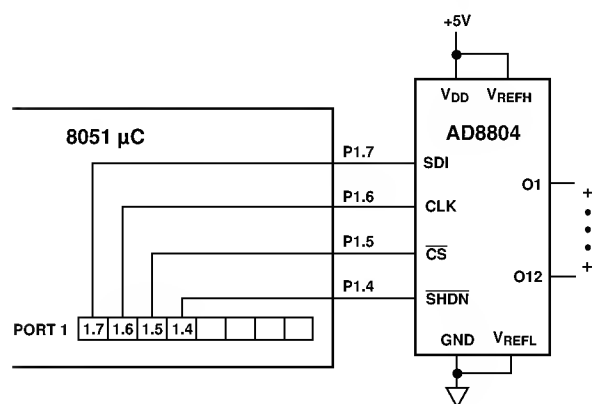 +5V
VDD VREFH
8051 µC
AD8804
P1.7
SDI
O1
P1.6
CLK
+
P1.5
CS
+
O12
P1.4
SHDN
PORT 1 1.7 1.6 1.5 1.4
GND VREFL